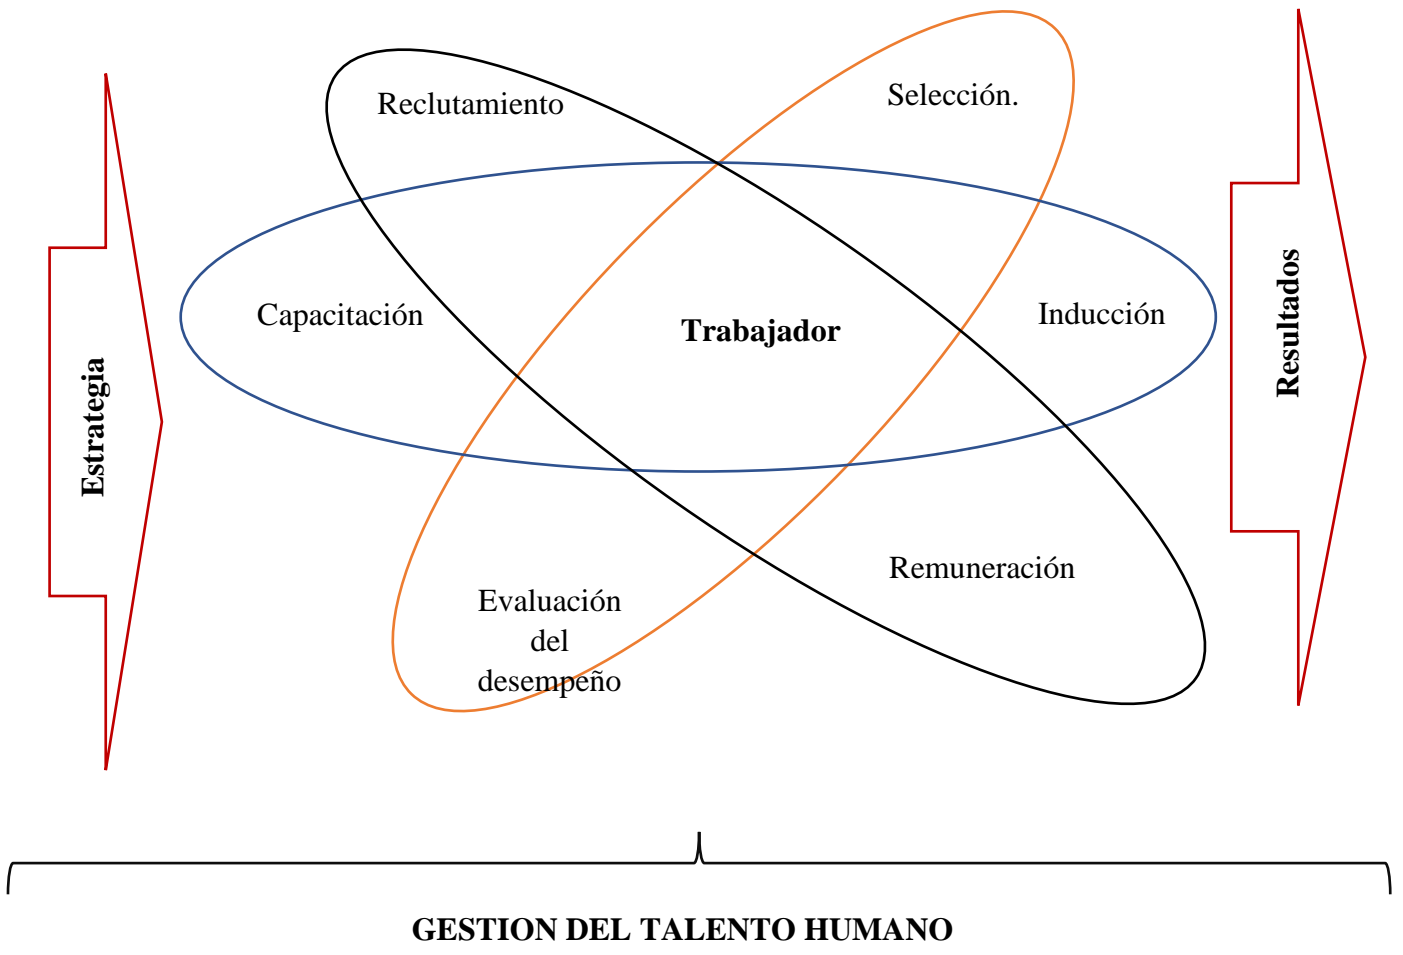 Reclutamiento
Selección.
Capacitación
Trabajador
Inducción
Estrategia
Resultados
Remuneración
Evaluación
del
desempeño
GESTION DEL TALENTO HUMANO